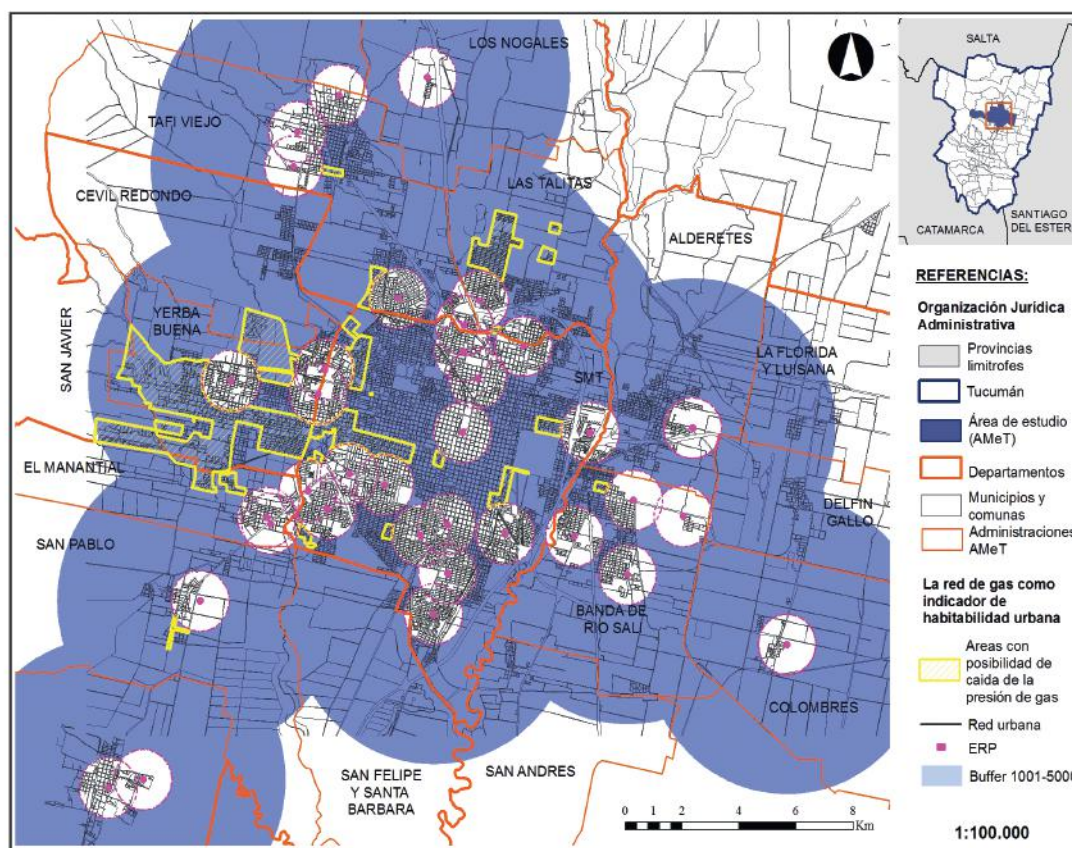 LOS NOGALES
TAFI VIEJO
CEVIL REDONDO
LAS TALITAS
ALDERETES
SAN JAVIER
YERBA
BUENA
LA FLORIDA
Y LUISIANA
SMT
EL MANANTIAL
DELFIN
GALLO
SAN PABLO
BANDA DE
RIO SALI
COLOMBRES
SAN FELIPE
Y SANTA
BARBARA
SAN ANDRES
0 1 2 4 6 8
Km
SALTA
CATAMARCA
SANTIAGO
DEL ESTER
REFERENCIAS:
Organización Jurídica
Administrativa
Provincias
limitrofes
Tucumán
Área de estudio
(AMeT)
Departamentos
Municipios y
comunas
Administraciones
AMeT
La red de gas como
indicador de
habitabilidad urbana
Areas con
posibilidad de
caida de la
presión de gas
Red urbana
ERP
Buffer 1001-5000
1:100.000